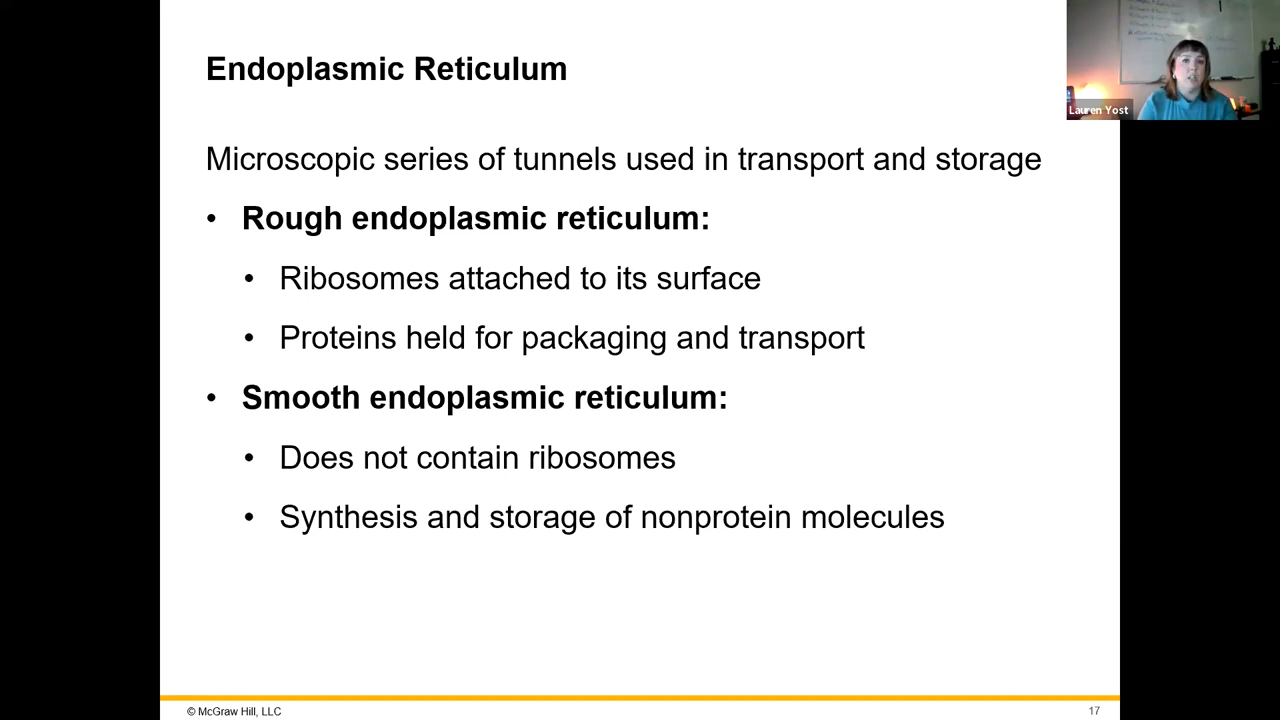 Endoplasmic Reticulum
Lauren Yost
Microscopic series of tunnels used in transport and storage
• Rough endoplasmic reticulum:
• Ribosomes attached to its surface
• Proteins held for packaging and transport
• Smooth endoplasmic reticulum:
• Does not contain ribosomes
• Synthesis and storage of nonprotein molecules
© McGraw Hill, LLC
17